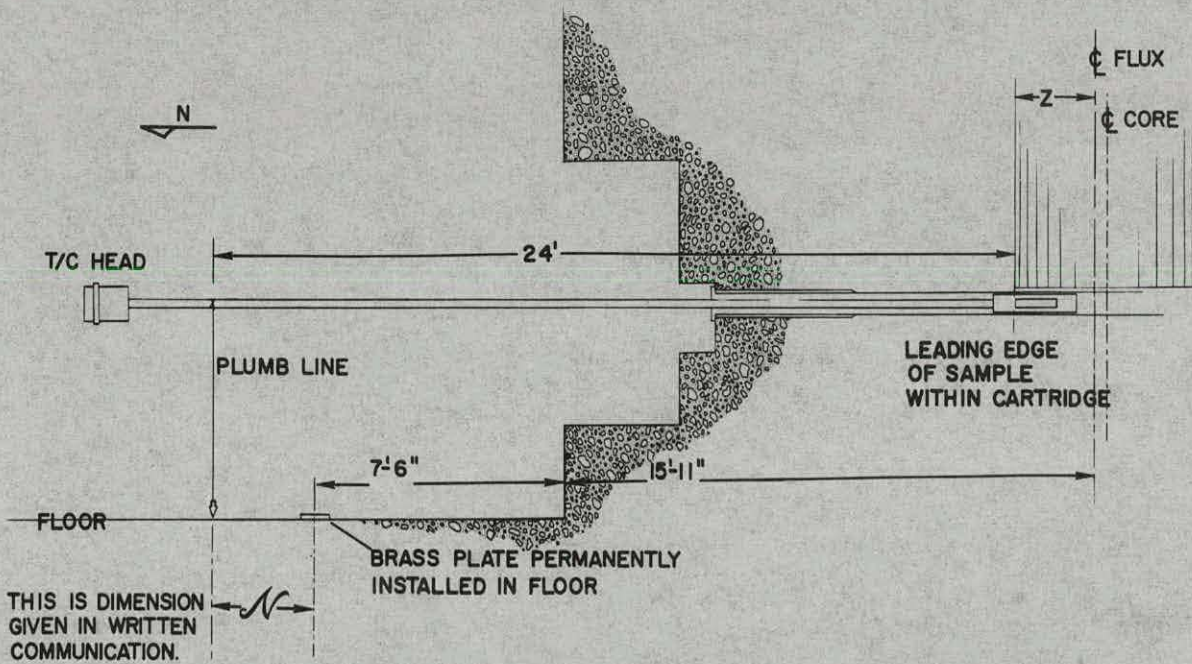 ℄ FLUX
Z
℄ CORE
N
24'
T/C HEAD
PLUMB LINE
LEADING EDGE
OF SAMPLE
WITHIN CARTRIDGE
7'-6"
15'-11"
FLOOR
BRASS PLATE PERMANENTLY
INSTALLED IN FLOOR
THIS IS DIMENSION
GIVEN IN WRITTEN
COMMUNICATION.
N